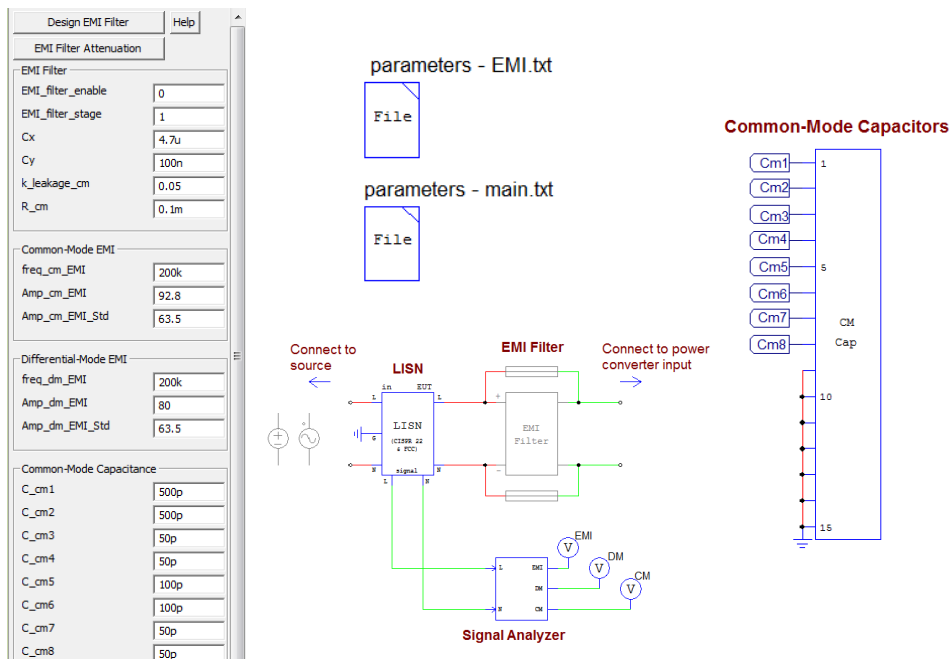 Design EMI Filter
Help
EMI Filter Attenuation
EMI Filter
EMI_filter_enable 0
EMI_filter_stage 1
Cx 4.7u
Cy 100n
k_leakage_cm 0.05
R_cm 0.1m
Common-Mode EMI
freq_cm_EMI 200k
Amp_cm_EMI 92.8
Amp_cm_EMI_Std 63.5
Differential-Mode EMI
freq_dm_EMI 200k
Amp_dm_EMI 80
Amp_dm_EMI_Std 63.5
Common-Mode Capacitance
C_cm1 500p
C_cm2 500p
C_cm3 50p
C_cm4 50p
C_cm5 100p
C_cm6 100p
C_cm7 50p
C_cm8 50p
parameters - EMI.txt
File
parameters - main.txt
File
Connect to
source
LISN
EMI Filter
Connect to power
converter input
in EUT
L L
LISN
(CISPR 22
& FCC)
G
signal
N N
L N
+
EMI
Filter
-
EMI
V
DM
V
CM
V
L EMI
DM
N CM
Signal Analyzer
Common-Mode Capacitors
Cm1 1
Cm2
Cm3
Cm4
Cm5 5
Cm6
Cm7
Cm8
CM
Cap
10
15